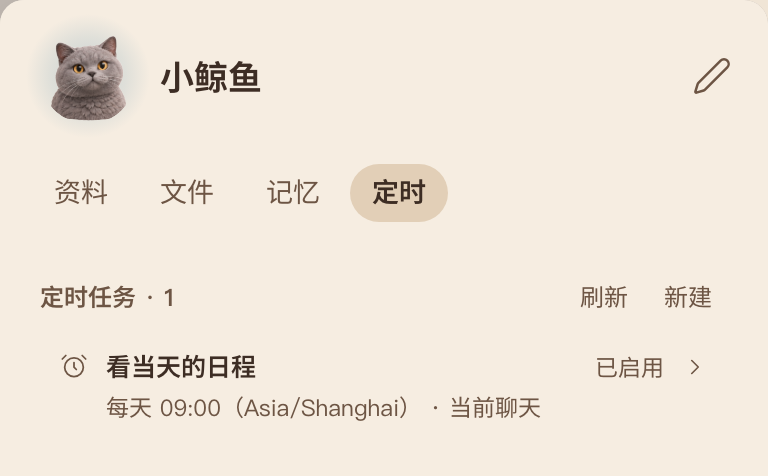 小鲸鱼
资料 文件 记忆 定时
定时任务 · 1 刷新 新建
看当天的日程 已启用
每天 09:00（Asia/Shanghai） · 当前聊天